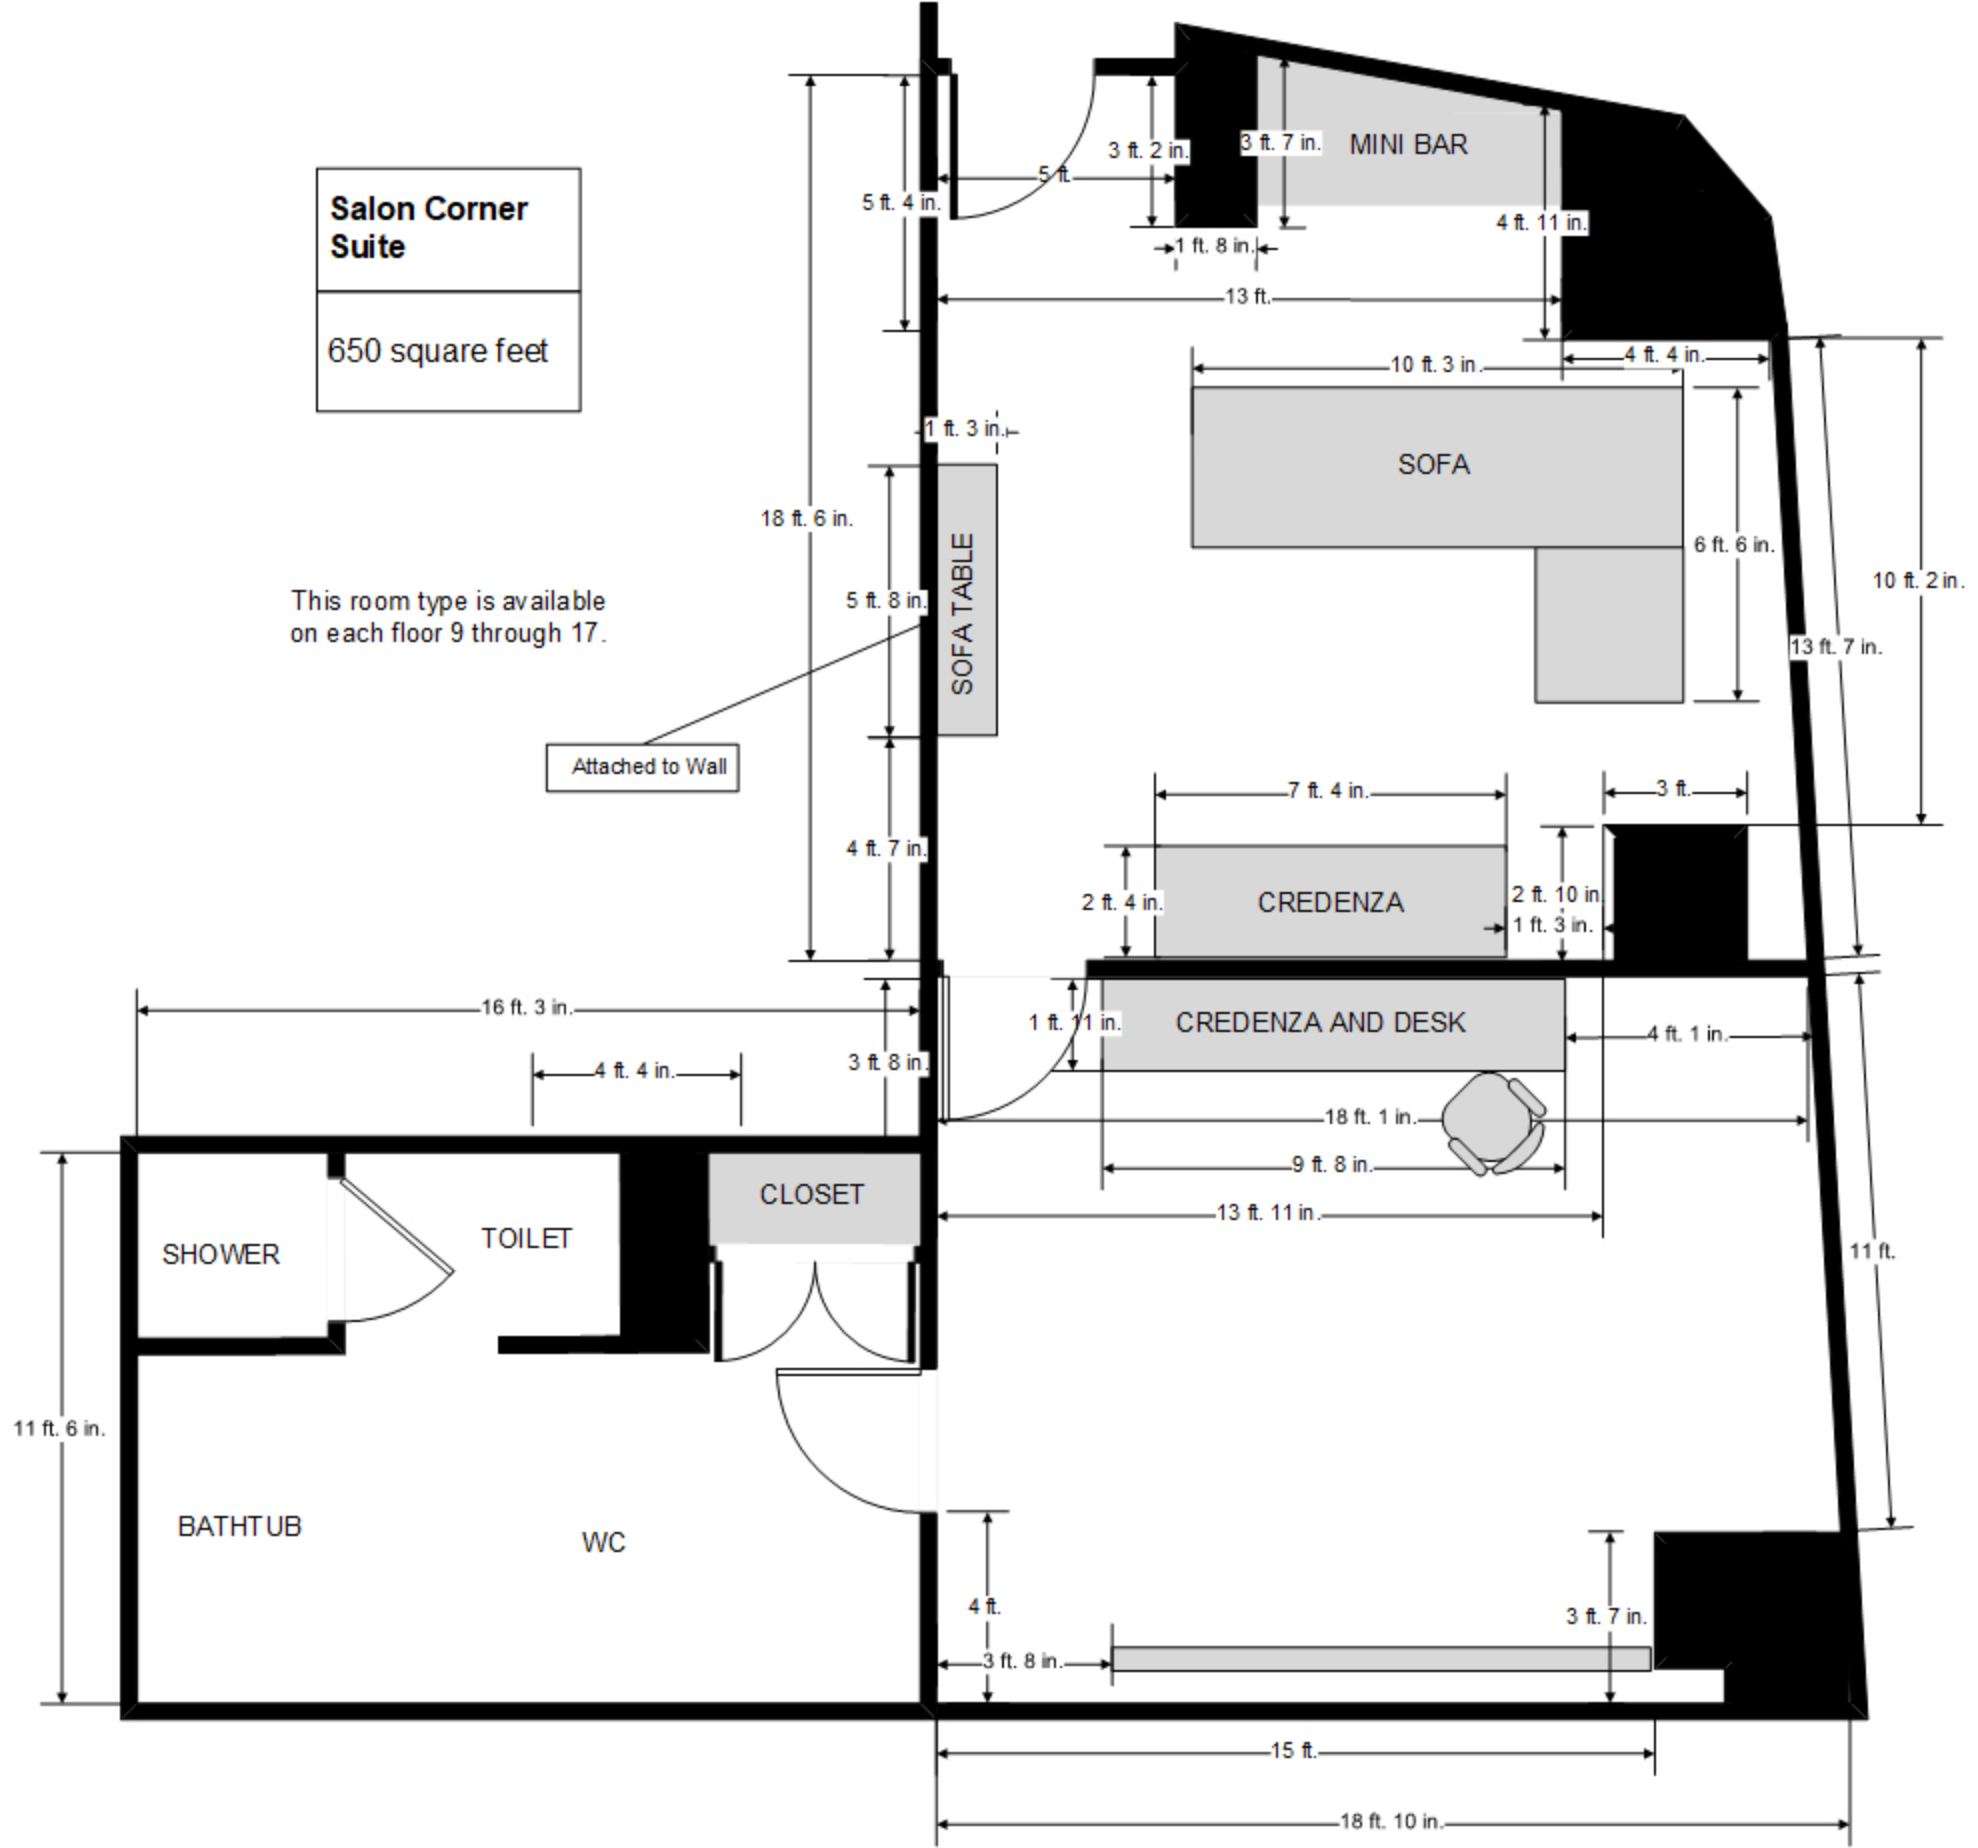 Salon Corner
Suite
650 square feet
This room type is available
on each floor 9 through 17.
Attached to Wall
3 ft. 2 in.
5 ft.
3 ft. 7 in.
MINI BAR
5 ft. 4 in.
4 ft. 11 in.
1 ft. 8 in.
13 ft.
10 ft. 3 in.
4 ft. 4 in.
1 ft. 3 in.
SOFA
18 ft. 6 in.
6 ft. 6 in.
10 ft. 2 in.
5 ft. 8 in.
SOFA TABLE
13 ft. 7 in.
7 ft. 4 in.
3 ft.
4 ft. 7 in.
2 ft. 4 in.
CREDENZA
2 ft. 10 in.
1 ft. 3 in.
16 ft. 3 in.
1 ft. 11 in.
CREDENZA AND DESK
4 ft. 1 in.
4 ft. 4 in.
3 ft. 8 in.
18 ft. 1 in.
9 ft. 8 in.
CLOSET
13 ft. 11 in.
SHOWER
TOILET
11 ft.
11 ft. 6 in.
BATHTUB
WC
4 ft.
3 ft. 7 in.
3 ft. 8 in.
15 ft.
18 ft. 10 in.